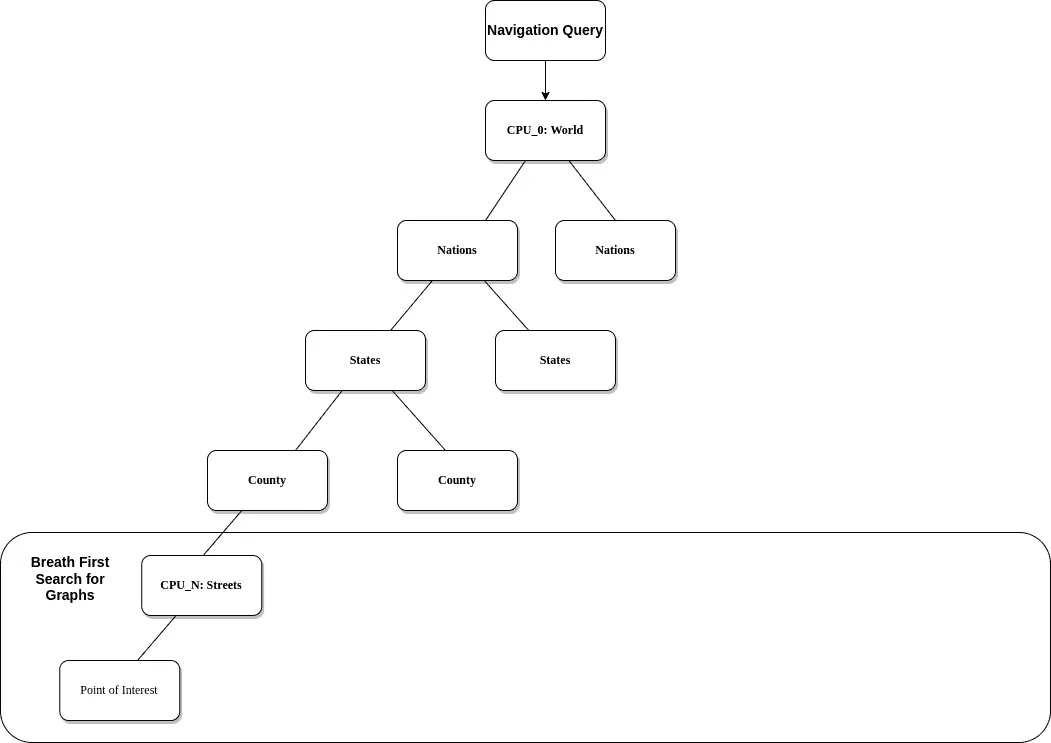 Navigation Query
CPU_0: World
Nations
Nations
States
States
County
County
Breath First
Search for
Graphs
CPU_N: Streets
Point of Interest